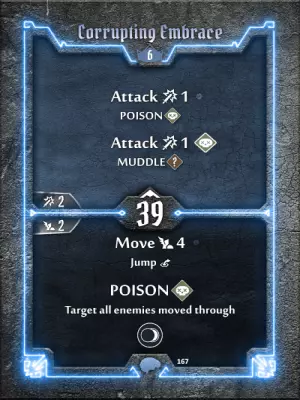 Corrupting Embrace
6
Attack 1
POISON
Attack 1
MUDDLE ?
2
39
2
Move 4
Jump
POISON
Target all enemies moved through
167